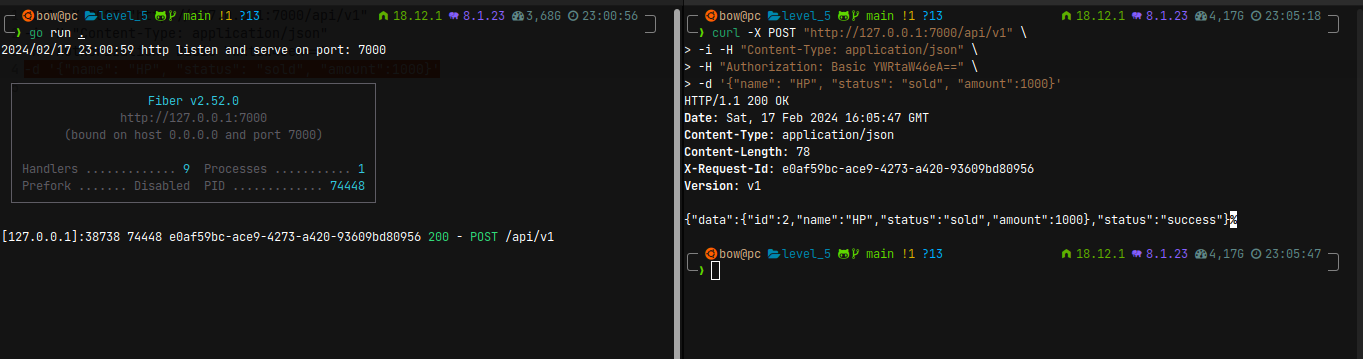 bow@pc level_5 main !1 ?13 18.12.1 8.1.23 3,68G 23:00:56
❯ go run .
2024/02/17 23:00:59 http listen and serve on port: 7000
-d '{"name": "HP", "status": "sold", "amount":1000}'
Fiber v2.52.0
http://127.0.0.1:7000
(bound on host 0.0.0.0 and port 7000)
Handlers ............. 9 Processes ........... 1
Prefork ....... Disabled PID ............. 74448
[127.0.0.1]:38738 74448 e0af59bc-ace9-4273-a420-93609bd80956 200 - POST /api/v1
bow@pc level_5 main !1 ?13 18.12.1 8.1.23 4,17G 23:05:18
❯ curl -X POST "http://127.0.0.1:7000/api/v1" \
> -i -H "Content-Type: application/json" \
> -H "Authorization: Basic YWRtaW46eA==" \
> -d '{"name": "HP", "status": "sold", "amount":1000}'
HTTP/1.1 200 OK
Date: Sat, 17 Feb 2024 16:05:47 GMT
Content-Type: application/json
Content-Length: 78
X-Request-Id: e0af59bc-ace9-4273-a420-93609bd80956
Version: v1
{"data":{"id":2,"name":"HP","status":"sold","amount":1000},"status":"success"}%
bow@pc level_5 main !1 ?13 18.12.1 8.1.23 4,17G 23:05:47
❯